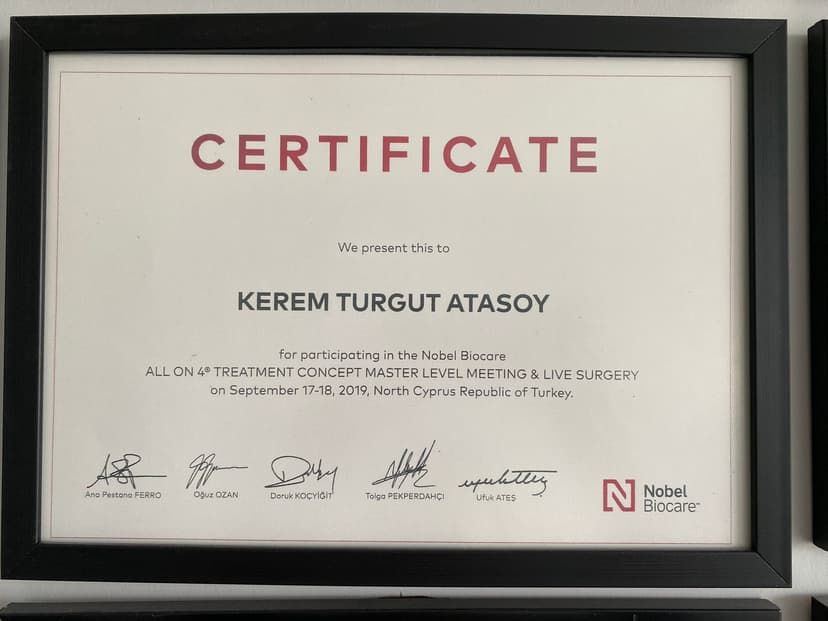 CERTIFICATE
We present this to
KEREM TURGUT ATASOY
for participating in the Nobel Biocare
ALL ON 4® TREATMENT CONCEPT MASTER LEVEL MEETING & LIVE SURGERY
on September 17-18, 2019, North Cyprus Republic of Turkey.
Ana Pestana FERRO
Oğuz OZAN
Doruk KOÇYİĞİT
Tolga PEKPERDAHÇI
Ufuk ATEŞ
N Nobel
Biocare™